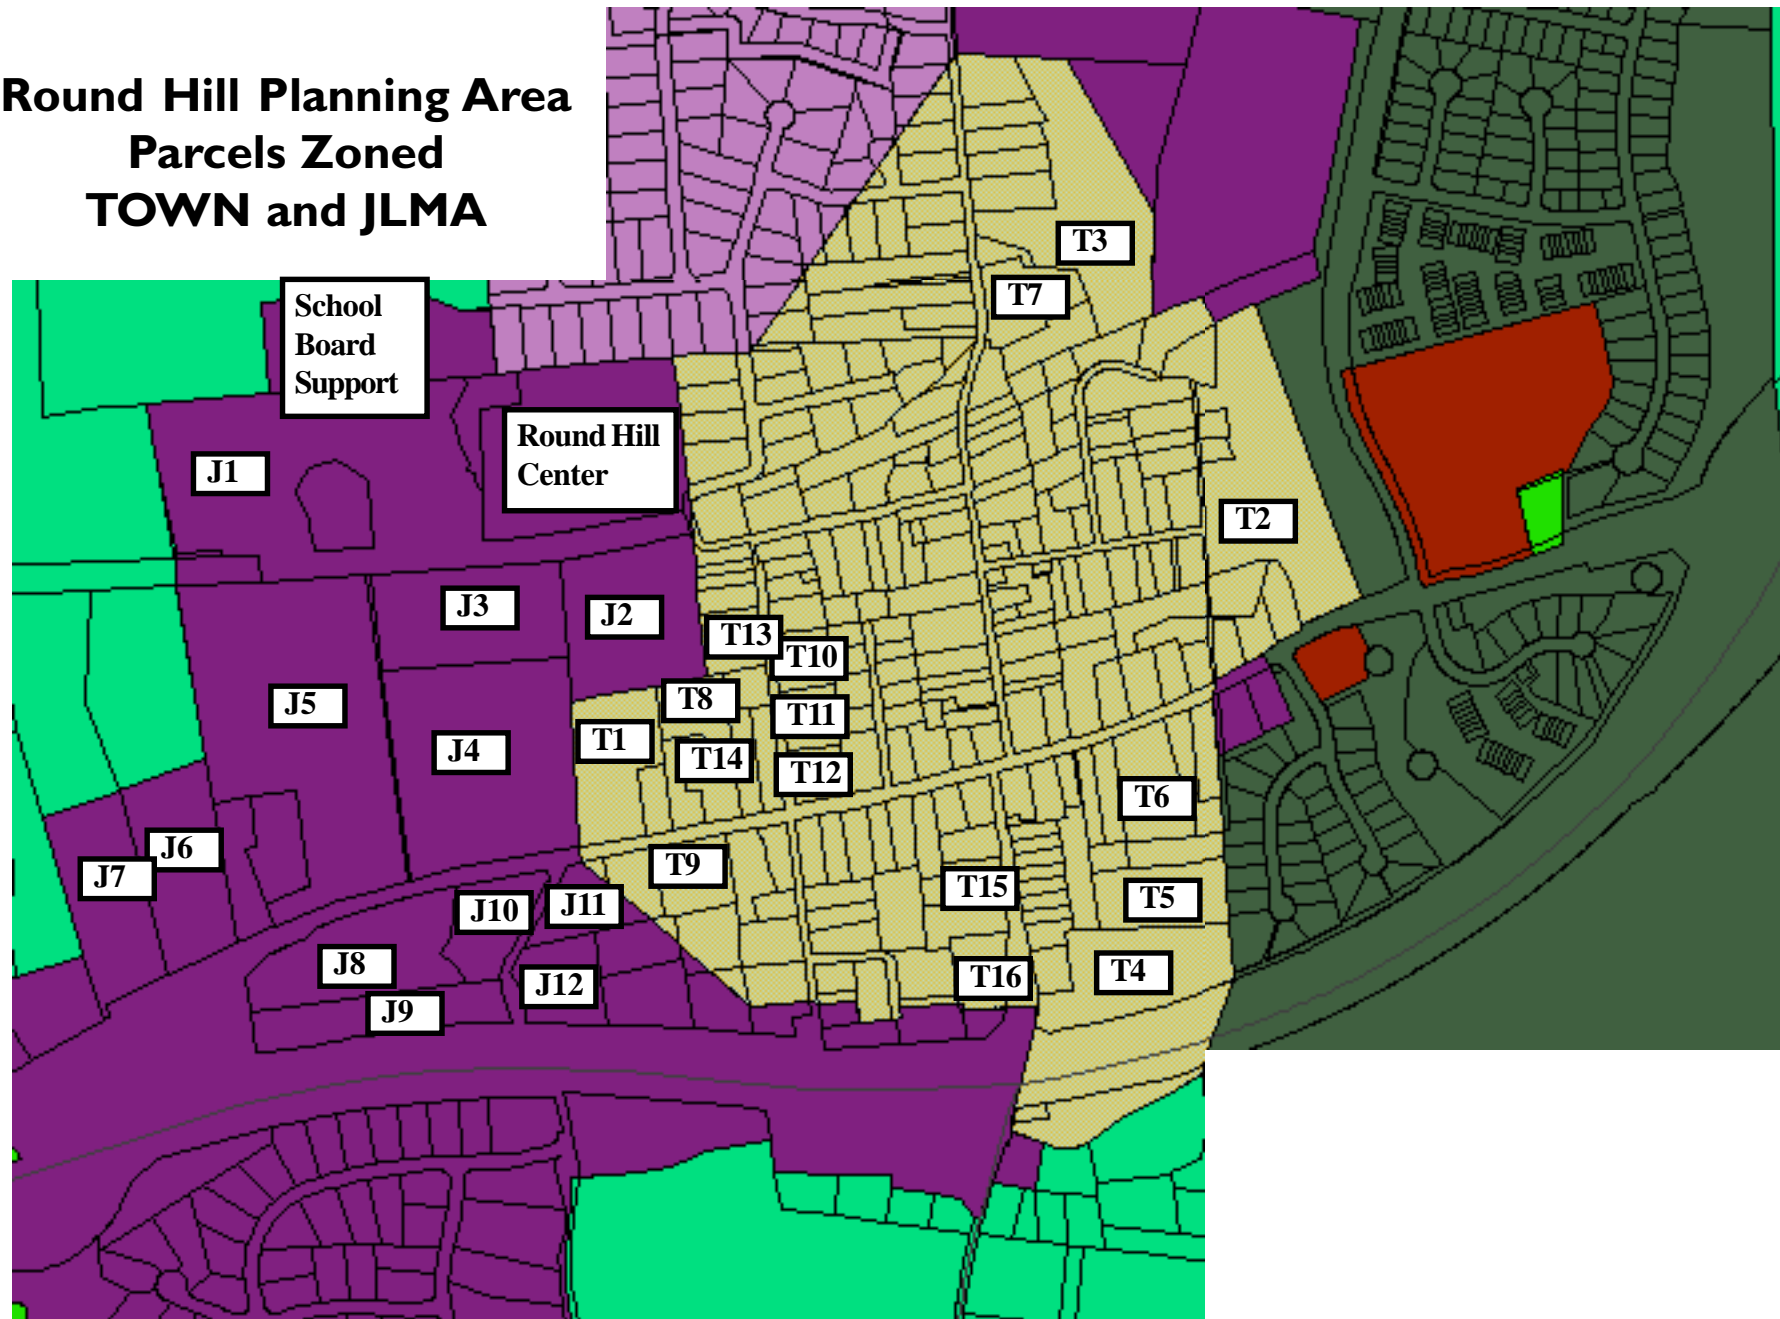 Round Hill Planning Area
Parcels Zoned
TOWN and JLMA
T3
T7
School
Board
Support
Round Hill
Center
J1
T2
J3
J2
T13
T10
T8
J5
T11
T1
J4
T14
T12
T6
J6
T9
J7
T15
T5
J11
J10
J8
T4
T16
J12
J9